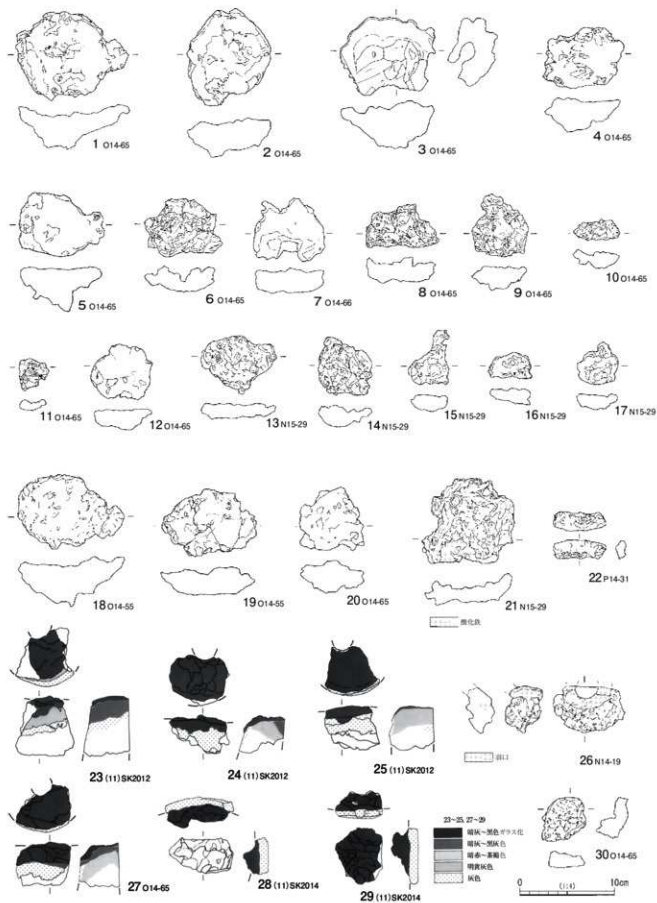 1 O14-65
2 O14-65
3 O14-65
4 O14-65
5 O14-65
6 O14-65
7 O14-66
8 O14-65
9 O14-65
10 O14-65
11 O14-65
12 O14-65
13 N15-29
14 N15-29
15 N15-29
16 N15-29
17 N15-29
18 O14-55
19 O14-55
20 O14-65
21 N15-29
22 P14-31
酸化鉄
23 (11)SK2012
24 (11)SK2012
25 (11)SK2012
羽口
26 N14-19
27 O14-65
28 (11)SK2014
29 (11)SK2014
23~25, 27~29
暗灰~黒色ガラス化
暗灰~黒灰色
暗赤~茶褐色
明黄灰色
灰色
30 O14-65
0 (1:4) 10cm